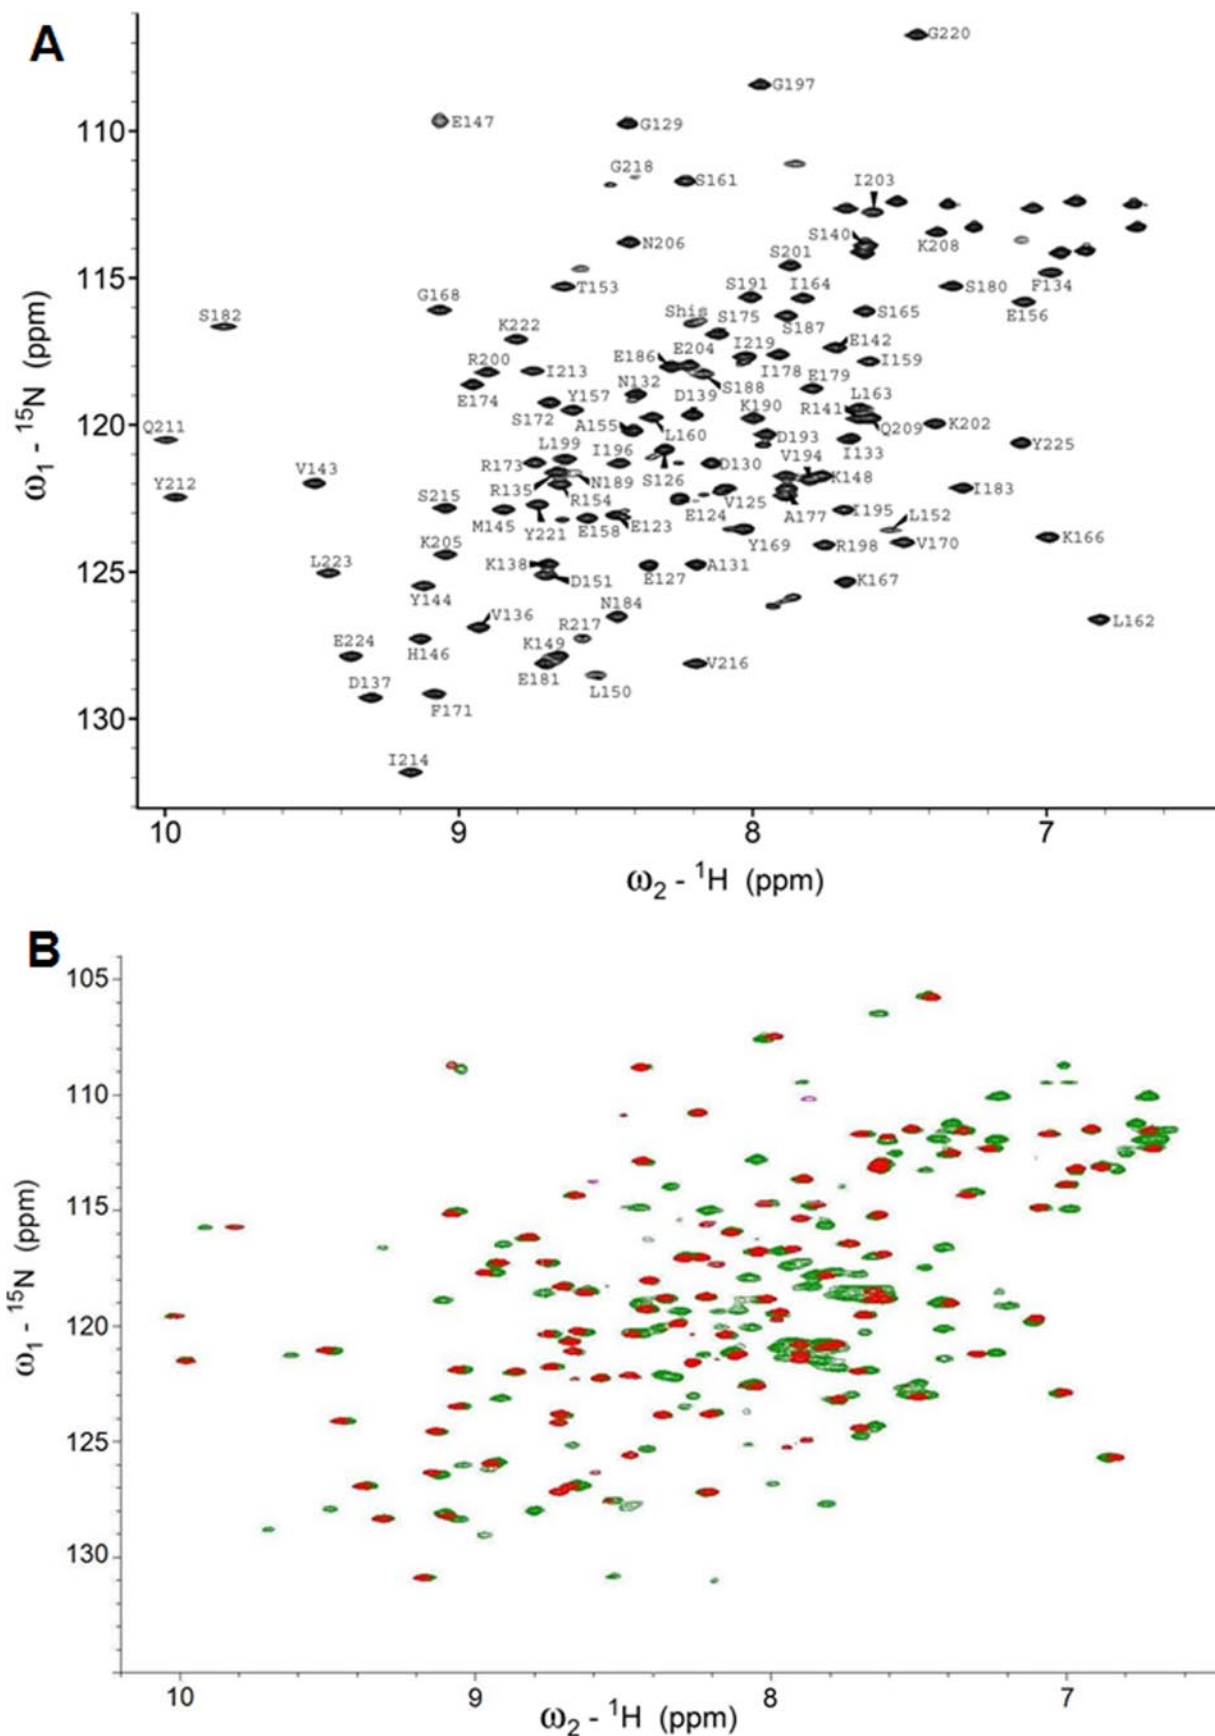 A
G220
G197
110
E147
G129
G218
S161
I203
N206
S140
K208
115
S201
T153
G168
S191
I164
S180
F134
S182
Shis
S175
S165
E156
K222
S187
E142
E186
E204
I219
R200
I213
I178
I159
E179
N132
S188
E174
Y157
D139
L163
S172
K190
R141
120
Q211
A155
L160
Q209
K202
L199
I196
D193
I133
Y225
V194
R173
D130
V143
S126
K148
N189
I183
Y212
R135
R154
S215
V125
E124
A177
I195
L152
M145
Y221
E158
E123
K205
Y169
R198
V170
K166
L223
K138
125
D151
E127
A131
K167
Y144
N184
V136
R217
L162
E224
H146
K149
V216
D137
E181
L150
F171
130
I214
ω1 - 15N (ppm)
10
9
8
7
ω2 - 1H (ppm)
B
105
110
115
120
125
130
ω1 - 15N (ppm)
10
9
8
7
ω2 - 1H (ppm)